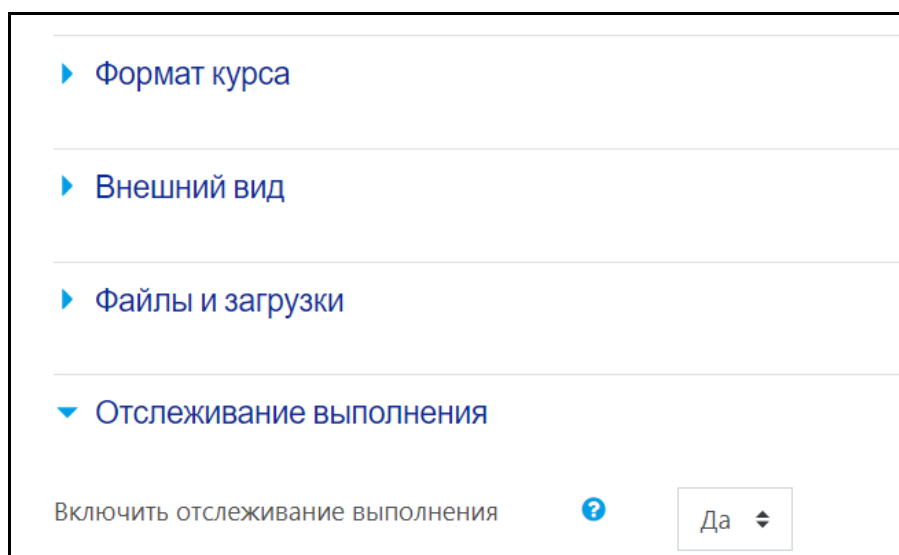 Формат курса
Внешний вид
Файлы и загрузки
Отслеживание выполнения
Включить отслеживание выполнения ? Да